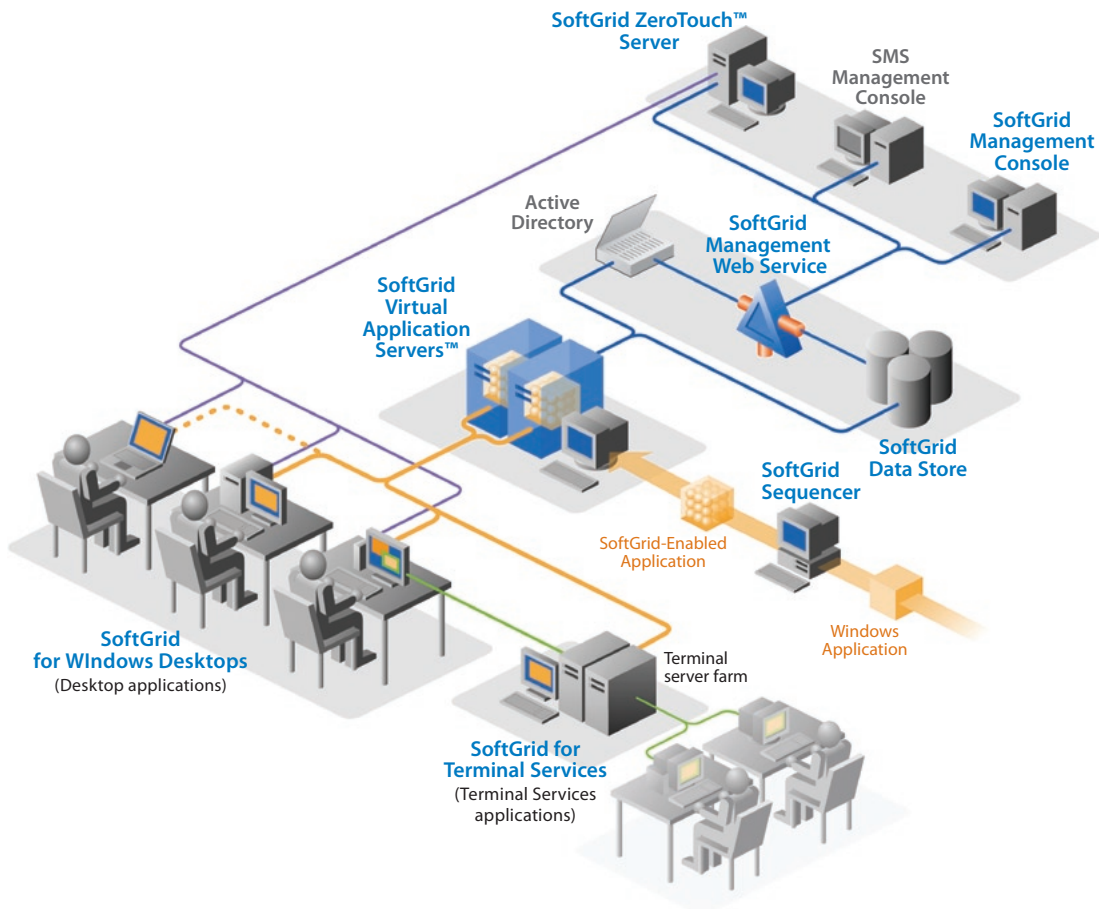 SoftGrid ZeroTouch™
Server
SMS
Management
Console
SoftGrid
Management
Console
Active
Directory
SoftGrid
Management
Web Service
SoftGrid
Virtual
Application
Servers™
SoftGrid
Data Store
SoftGrid
Sequencer
SoftGrid-Enabled
Application
Windows
Application
SoftGrid
for WIndows Desktops
(Desktop applications)
Terminal
server farm
SoftGrid for
Terminal Services
(Terminal Services
applications)